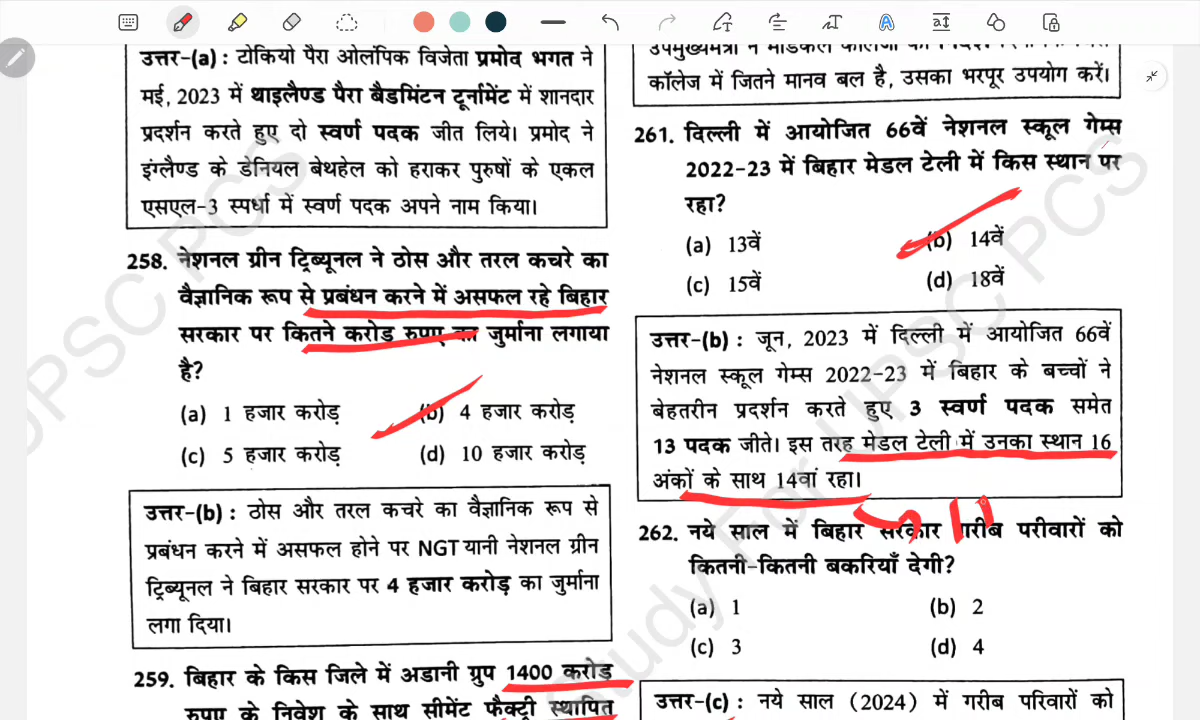 उत्तर-(a) : टोकियो पैरा ओलंपिक विजेता प्रमोद भगत ने
मई, 2023 में थाइलैण्ड पैरा बैडमिंटन टूर्नामेंट में शानदार
प्रदर्शन करते हुए दो स्वर्ण पदक जीत लिये। प्रमोद ने
इंग्लैण्ड के डेनियल बेथहेल को हराकर पुरुषों के एकल
एसएल-3 स्पर्धा में स्वर्ण पदक अपने नाम किया।
258. नेशनल ग्रीन ट्रिब्यूनल ने ठोस और तरल कचरे का
वैज्ञानिक रूप से प्रबंधन करने में असफल रहे बिहार
सरकार पर कितने करोड़ रुपए का जुर्माना लगाया
है?
(a) 1 हजार करोड़ (b) 4 हजार करोड़
(c) 5 हजार करोड़ (d) 10 हजार करोड़
उत्तर-(b) : ठोस और तरल कचरे का वैज्ञानिक रूप से
प्रबंधन करने में असफल होने पर NGT यानी नेशनल ग्रीन
ट्रिब्यूनल ने बिहार सरकार पर 4 हजार करोड़ का जुर्माना
लगा दिया।
259. बिहार के किस जिले में अडानी ग्रुप 1400 करोड़
रुपए के निवेश के साथ सीमेंट फैक्ट्री स्थापित
कॉलेज में जितने मानव बल है, उसका भरपूर उपयोग करें।
261. दिल्ली में आयोजित 66वें नेशनल स्कूल गेम्स
2022-23 में बिहार मेडल टेली में किस स्थान पर
रहा?
(a) 13वें (b) 14वें
(c) 15वें (d) 18वें
उत्तर-(b) : जून, 2023 में दिल्ली में आयोजित 66वें
नेशनल स्कूल गेम्स 2022-23 में बिहार के बच्चों ने
बेहतरीन प्रदर्शन करते हुए 3 स्वर्ण पदक समेत
13 पदक जीते। इस तरह मेडल टेली में उनका स्थान 16
अंकों के साथ 14वां रहा।
262. नये साल में बिहार सरकार गरीब परीवारों को
कितनी-कितनी बकरियाँ देगी?
(a) 1 (b) 2
(c) 3 (d) 4
उत्तर-(c) : नये साल (2024) में गरीब परिवारों को
Study For UPSC PCS
UPSC PCS